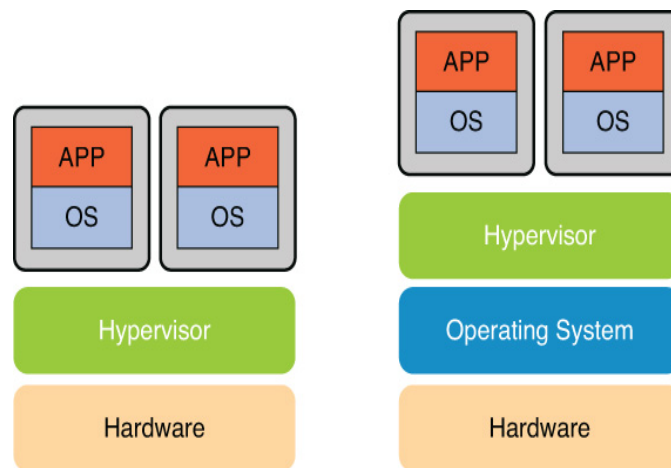 APP
OS
APP
OS
Hypervisor
Hardware
APP
OS
APP
OS
Hypervisor
Operating System
Hardware